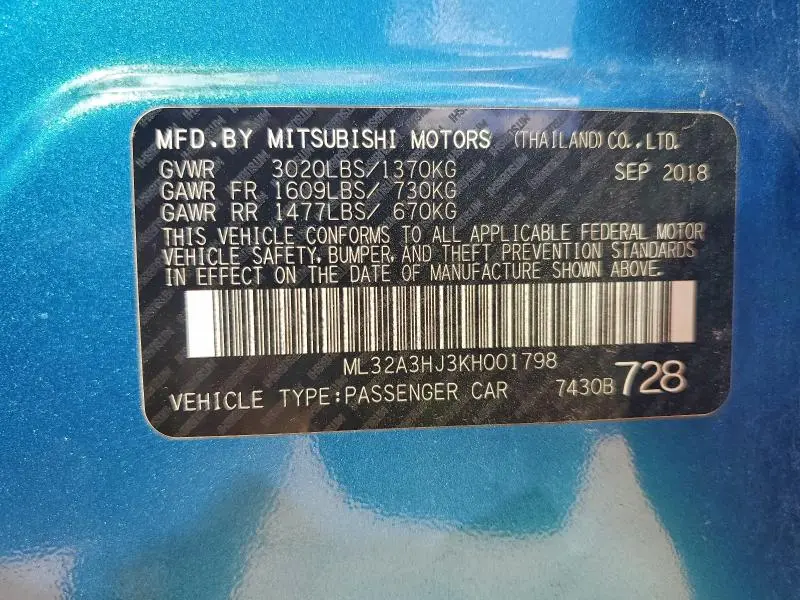 MFD.BY MITSUBISHI MOTORS (THAILAND)CO.,LTD.
GVWR 3020LBS/1370KG SEP 2018
GAWR FR 1609LBS/ 730KG
GAWR RR 1477LBS/ 670KG
THIS VEHICLE CONFORMS TO ALL APPLICABLE FEDERAL MOTOR
VEHICLE SAFETY, BUMPER, AND THEFT PREVENTION STANDARDS
IN EFFECT ON THE DATE OF MANUFACTURE SHOWN ABOVE.
ML32A3HJ3KH001798
VEHICLE TYPE:PASSENGER CAR 7430B 728